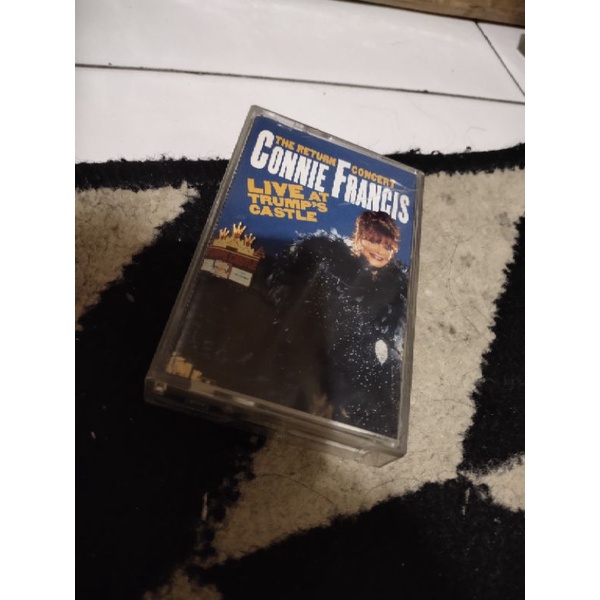 THE RETURN CONCERT
CONNIE FRANCIS
LIVE AT
TRUMP'S
CASTLE